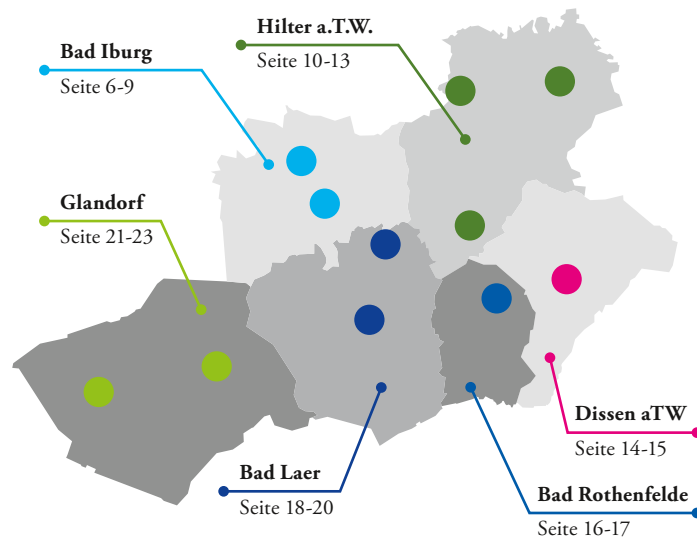 Hilter a.T.W.
Seite 10-13
Bad Iburg
Seite 6-9
Glandorf
Seite 21-23
Dissen aTW
Seite 14-15
Bad Laer
Seite 18-20
Bad Rothenfelde
Seite 16-17